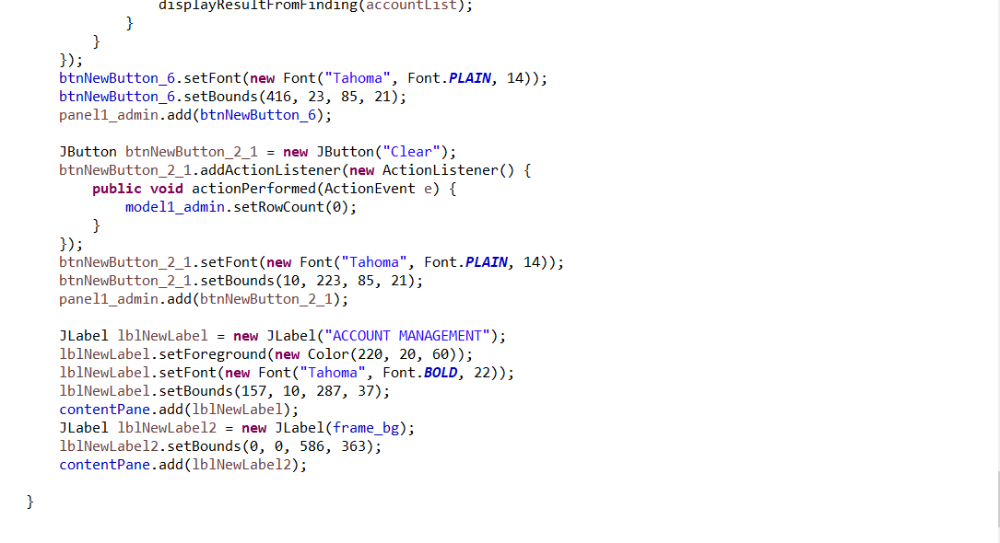 displayResultFromFinding(accountList);
}
}
});
btnNewButton_6.setFont(new Font("Tahoma", Font.PLAIN, 14));
btnNewButton_6.setBounds(416, 23, 85, 21);
panel1_admin.add(btnNewButton_6);
JButton btnNewButton_2_1 = new JButton("Clear");
btnNewButton_2_1.addActionListener(new ActionListener() {
public void actionPerformed(ActionEvent e) {
model1_admin.setRowCount(0);
}
});
btnNewButton_2_1.setFont(new Font("Tahoma", Font.PLAIN, 14));
btnNewButton_2_1.setBounds(10, 223, 85, 21);
panel1_admin.add(btnNewButton_2_1);
JLabel lblNewLabel = new JLabel("ACCOUNT MANAGEMENT");
lblNewLabel.setForeground(new Color(220, 20, 60));
lblNewLabel.setFont(new Font("Tahoma", Font.BOLD, 22));
lblNewLabel.setBounds(157, 10, 287, 37);
contentPane.add(lblNewLabel);
JLabel lblNewLabel2 = new JLabel(frame_bg);
lblNewLabel2.setBounds(0, 0, 586, 363);
contentPane.add(lblNewLabel2);
}